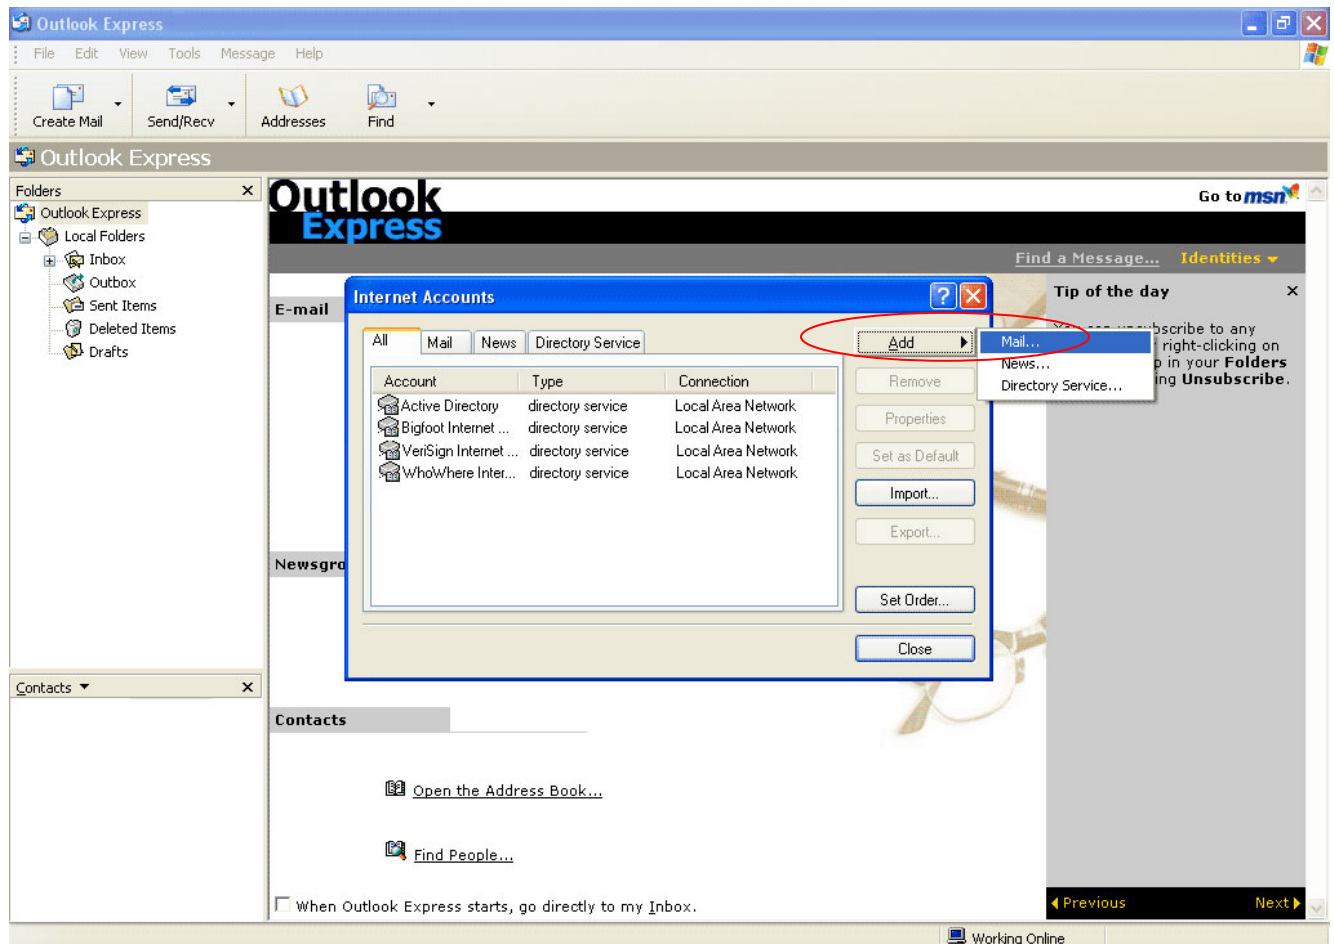 Outlook Express
File Edit View Tools Message Help
Create Mail Send/Recv Addresses Find
Outlook Express
Folders
Outlook Express
Local Folders
Inbox
Outbox
Sent Items
Deleted Items
Drafts
Contacts
Outlook
Express
Go to msn
Find a Message... Identities
E-mail
Newsgro
Contacts
Open the Address Book...
Find People...
When Outlook Express starts, go directly to my Inbox.
Internet Accounts
All Mail News Directory Service
Account Type Connection
Active Directory directory service Local Area Network
Bigfoot Internet ... directory service Local Area Network
VeriSign Internet ... directory service Local Area Network
WhoWhere Inter... directory service Local Area Network
Add
Remove
Properties
Set as Default
Import...
Export...
Set Order...
Close
Mail...
News...
Directory Service...
Tip of the day
to any
right-clicking on
in your Folders
Unsubscribe.
Previous Next
Working Online